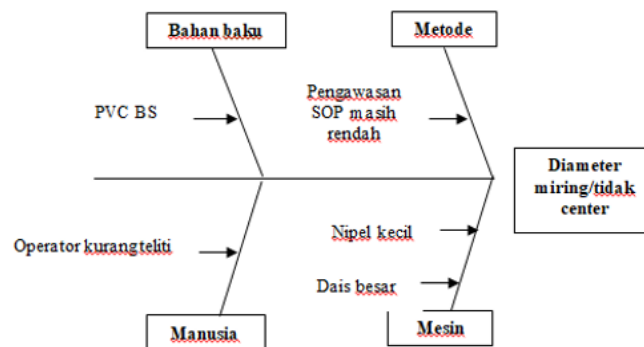 Bahan baku
Metode
PVC BS
Pengawasan
SOP masih
rendah
Diameter
miring/tidak
center
Operator kurang teliti
Nipel kecil
Dais besar
Manusia
Mesin